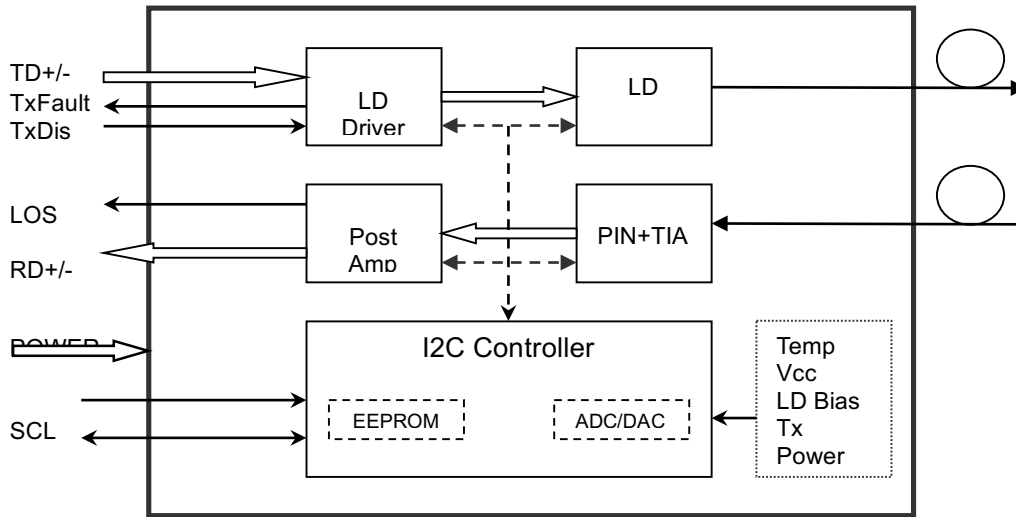 TD+/-
TxFault
TxDis
LD
Driver
LD
LOS
RD+/-
Post
Amp
PIN+TIA
POWER
SCL
I2C Controller
EEPROM
ADC/DAC
Temp
Vcc
LD Bias
Tx
Power